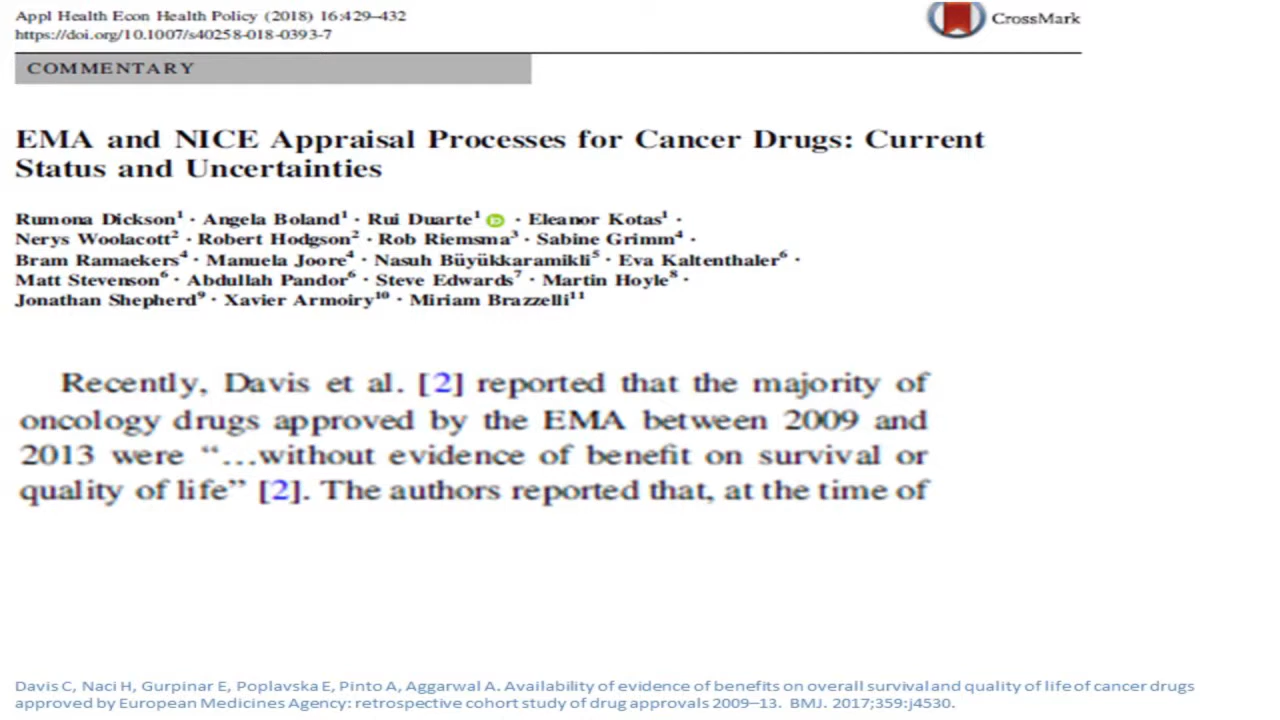 Appl Health Econ Health Policy (2018) 16:429–432
https://doi.org/10.1007/s40258-018-0393-7
CrossMark
COMMENTARY
EMA and NICE Appraisal Processes for Cancer Drugs: Current
Status and Uncertainties
Rumona Dickson¹ · Angela Boland¹ · Rui Duarte¹ iD · Eleanor Kotas¹ ·
Nerys Woolacott² · Robert Hodgson² · Rob Riemsma³ · Sabine Grimm⁴ ·
Bram Ramaekers⁴ · Manuela Joore⁴ · Nasuh Büyükkaramikli⁵ · Eva Kaltenthaler⁶ ·
Matt Stevenson⁶ · Abdullah Pandor⁶ · Steve Edwards⁷ · Martin Hoyle⁸ ·
Jonathan Shepherd⁹ · Xavier Armoiry¹⁰ · Miriam Brazzelli¹¹
Recently, Davis et al. [2] reported that the majority of
oncology drugs approved by the EMA between 2009 and
2013 were “…without evidence of benefit on survival or
quality of life” [2]. The authors reported that, at the time of
Davis C, Naci H, Gurpinar E, Poplavska E, Pinto A, Aggarwal A. Availability of evidence of benefits on overall survival and quality of life of cancer drugs
approved by European Medicines Agency: retrospective cohort study of drug approvals 2009–13. BMJ. 2017;359:j4530.